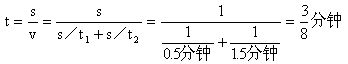 t = s/v = s/(s/t₁+s/t₂) = 1/(1/0.5分钟 + 1/1.5分钟) = 3/8 分钟